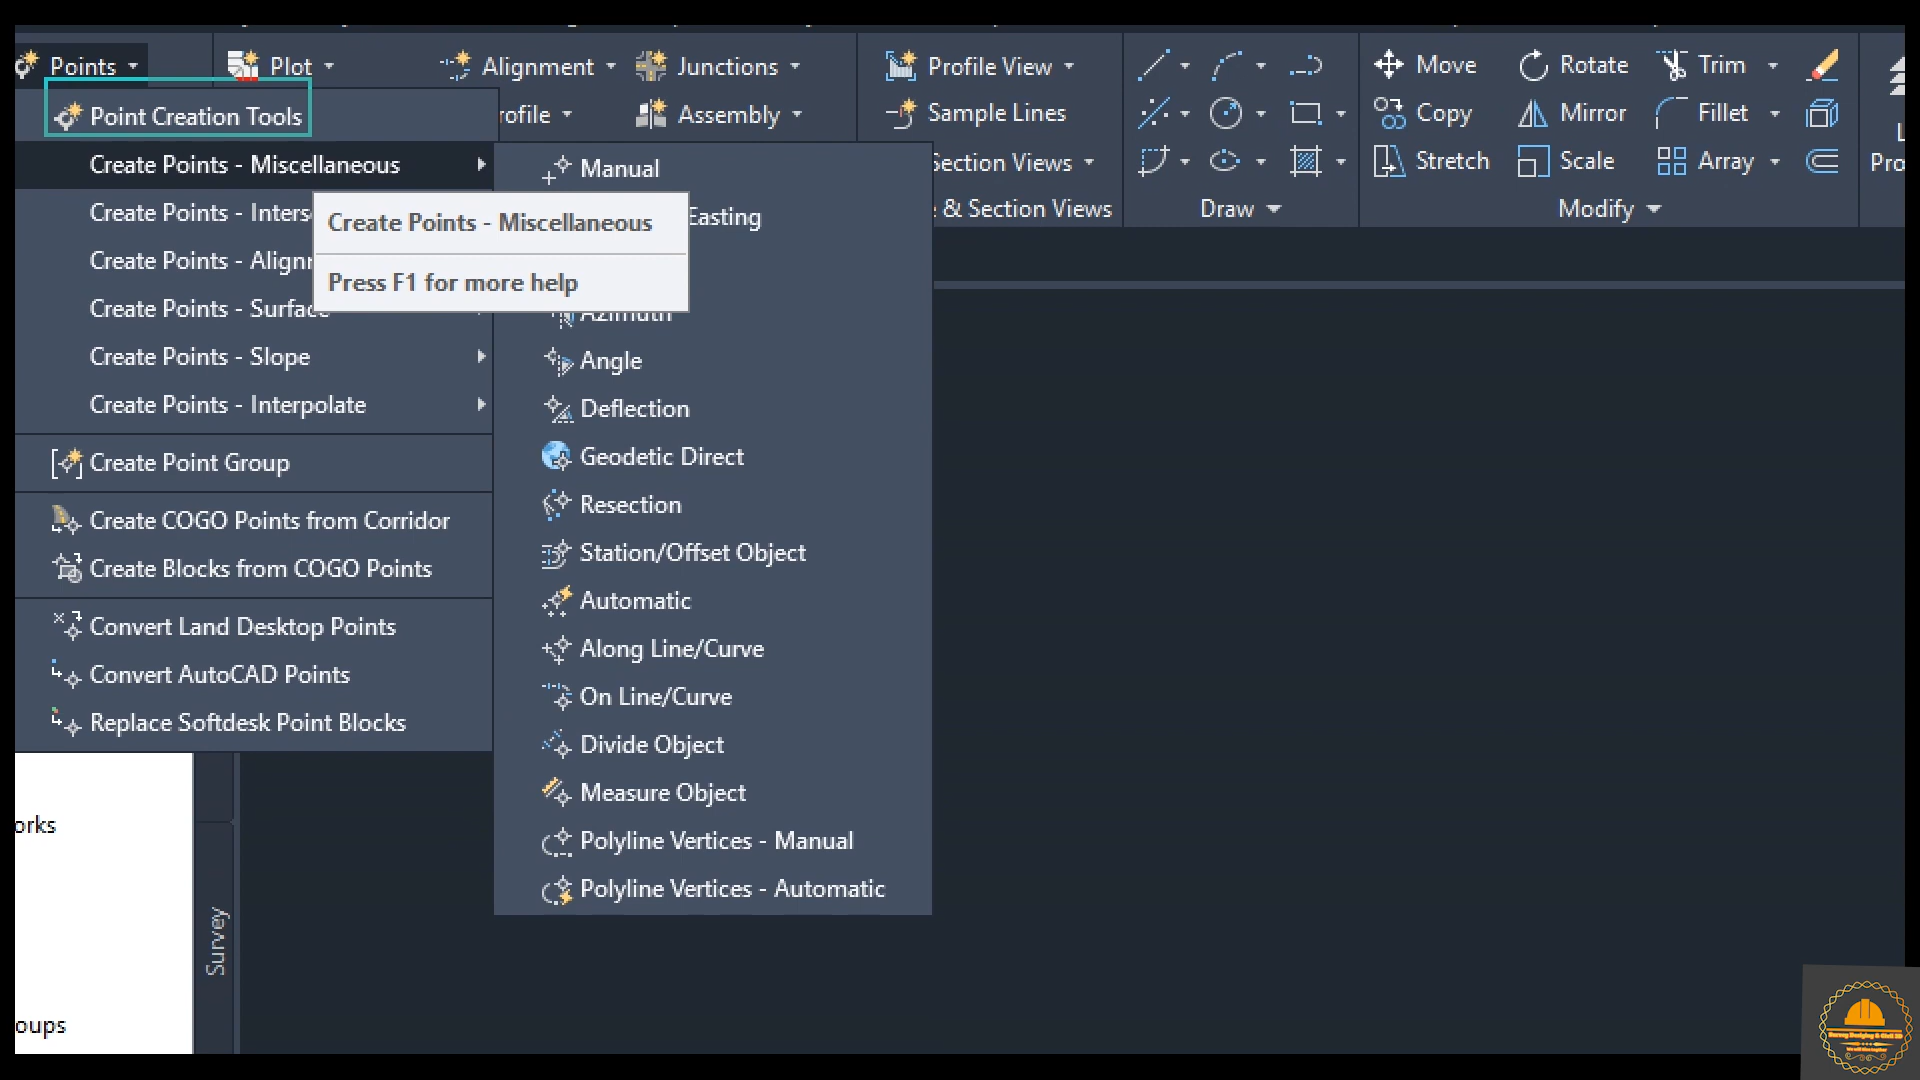 Points
Plot
Alignment
Junctions
Profile View
Move
Rotate
Trim
Point Creation Tools
rofile
Assembly
Sample Lines
Copy
Mirror
Fillet
Create Points - Miscellaneous
Manual
Section Views
Stretch
Scale
Array
Pro
Create Points - Inters
Create Points - Miscellaneous
Easting
& Section Views
Draw
Modify
Create Points - Alignr
Press F1 for more help
Create Points - Surface
Azimuth
Create Points - Slope
Angle
Create Points - Interpolate
Deflection
Create Point Group
Geodetic Direct
Resection
Create COGO Points from Corridor
Station/Offset Object
Create Blocks from COGO Points
Automatic
Convert Land Desktop Points
Along Line/Curve
Convert AutoCAD Points
On Line/Curve
Replace Softdesk Point Blocks
Divide Object
Measure Object
orks
Polyline Vertices - Manual
Polyline Vertices - Automatic
Survey
oups